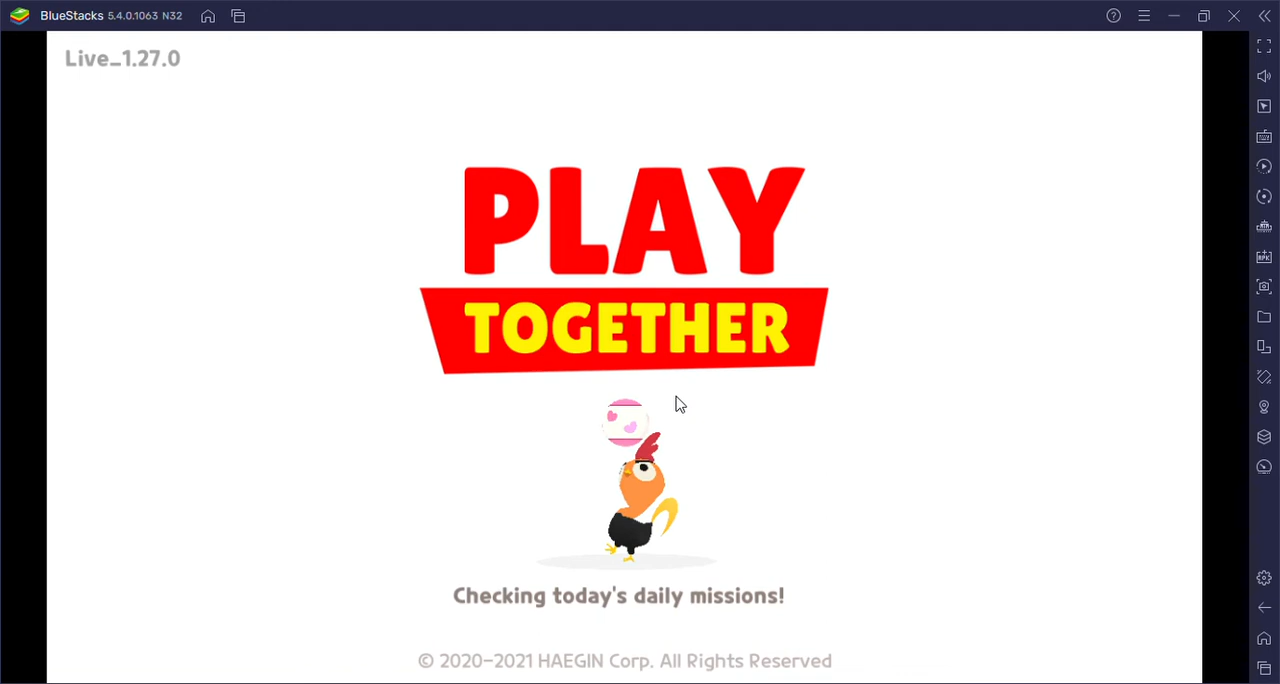 BlueStacks 5.4.0.1063 N32
Live_1.27.0
PLAY
TOGETHER
Checking today's daily missions!
© 2020-2021 HAEGIN Corp. All Rights Reserved